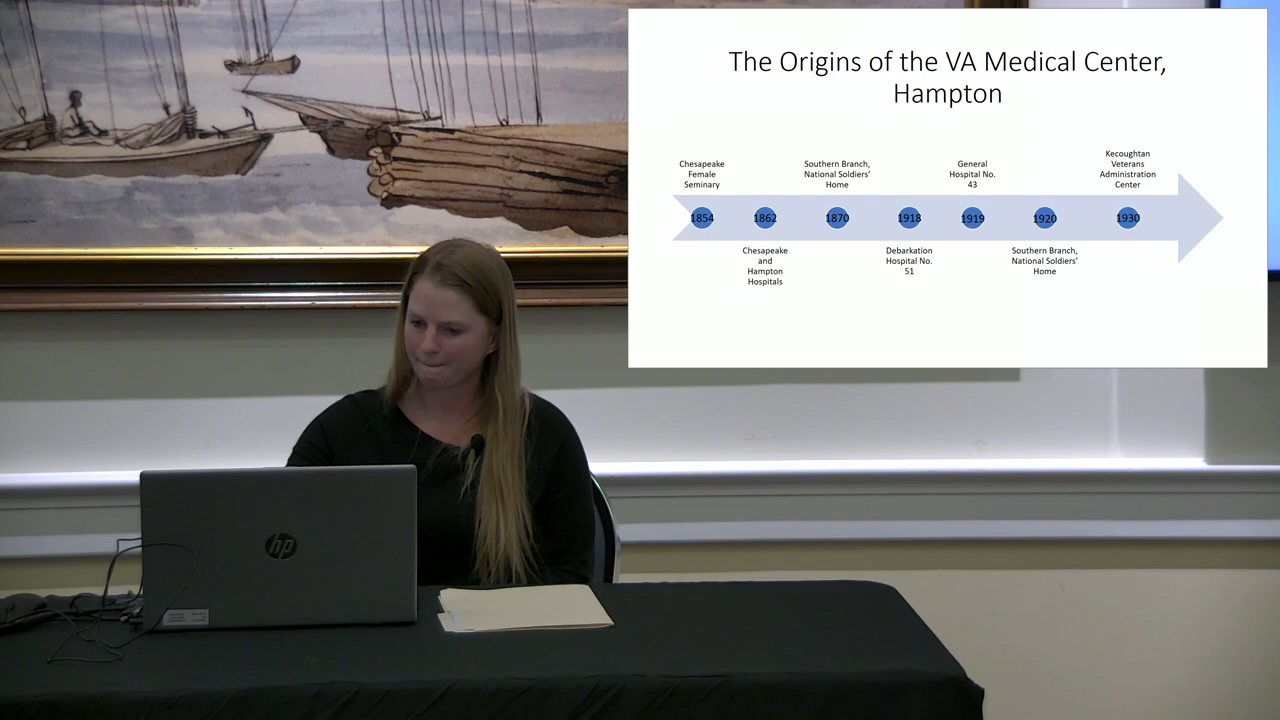 The Origins of the VA Medical Center,
Hampton
Chesapeake
Female
Seminary
Southern Branch,
National Soldiers'
Home
General
Hospital No.
43
Kecoughtan
Veterans
Administration
Center
1854
1862
1870
1918
1919
1920
1930
Chesapeake
and
Hampton
Hospitals
Debarkation
Hospital No.
51
Southern Branch,
National Soldiers'
Home
hp